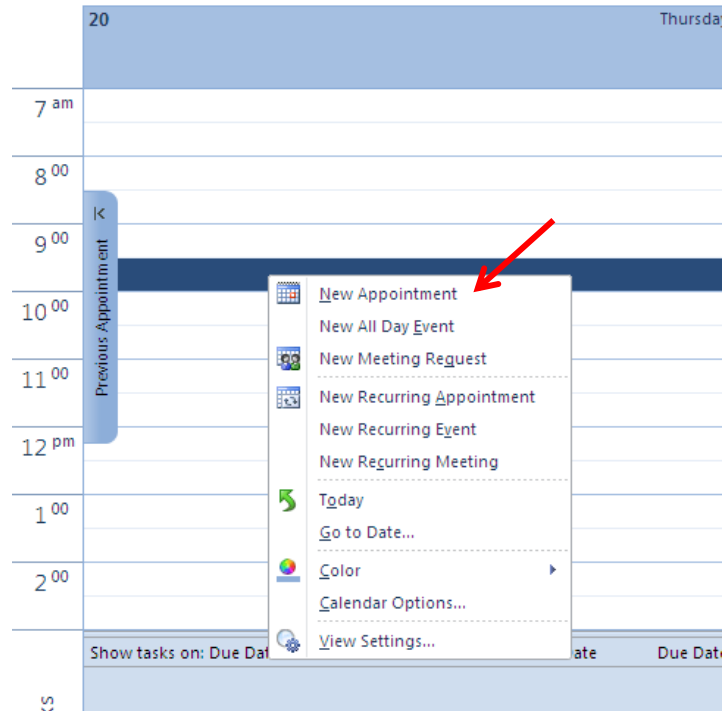 20
Thursday
7 am
8 00
9 00
10 00
11 00
12 pm
1 00
2 00
Previous Appointment
New Appointment
New All Day Event
New Meeting Request
New Recurring Appointment
New Recurring Event
New Recurring Meeting
Today
Go to Date...
Color
Calendar Options...
View Settings...
Show tasks on: Due Dat
ate
Due Date
ks